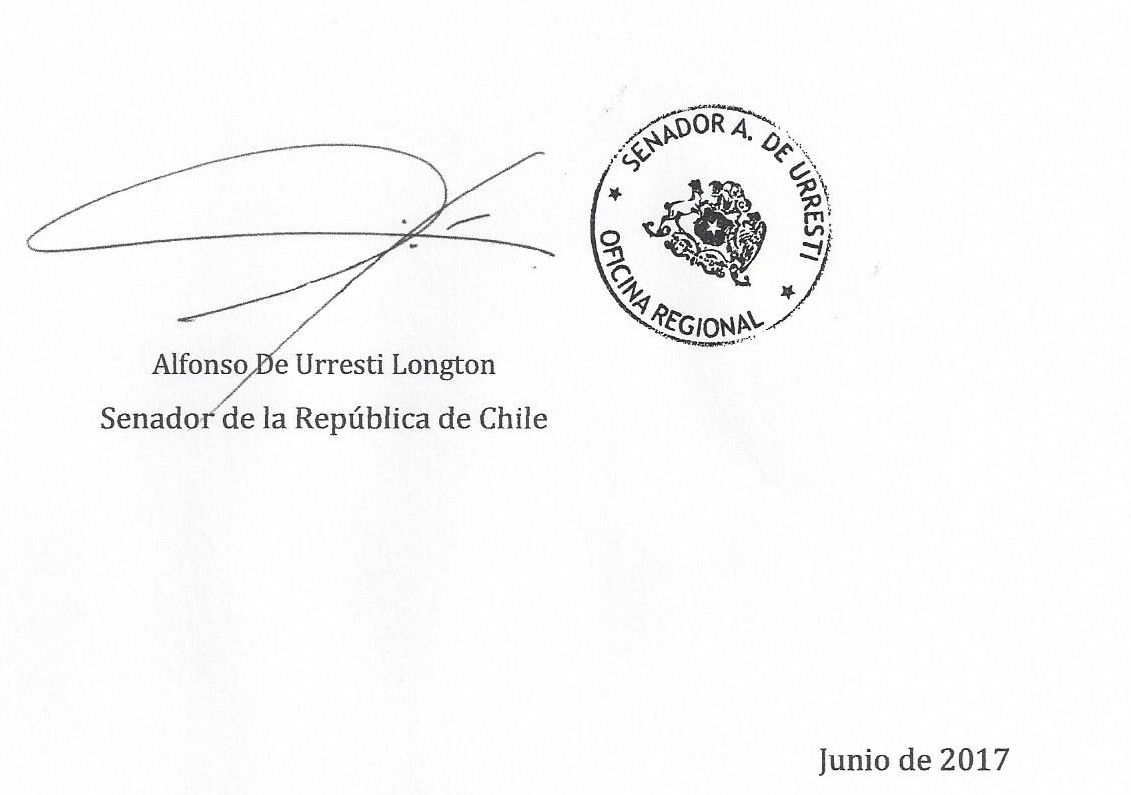 SENADOR A. DE URRESTI
OFICINA REGIONAL
Alfonso De Urresti Longton
Senador de la República de Chile
Junio de 2017